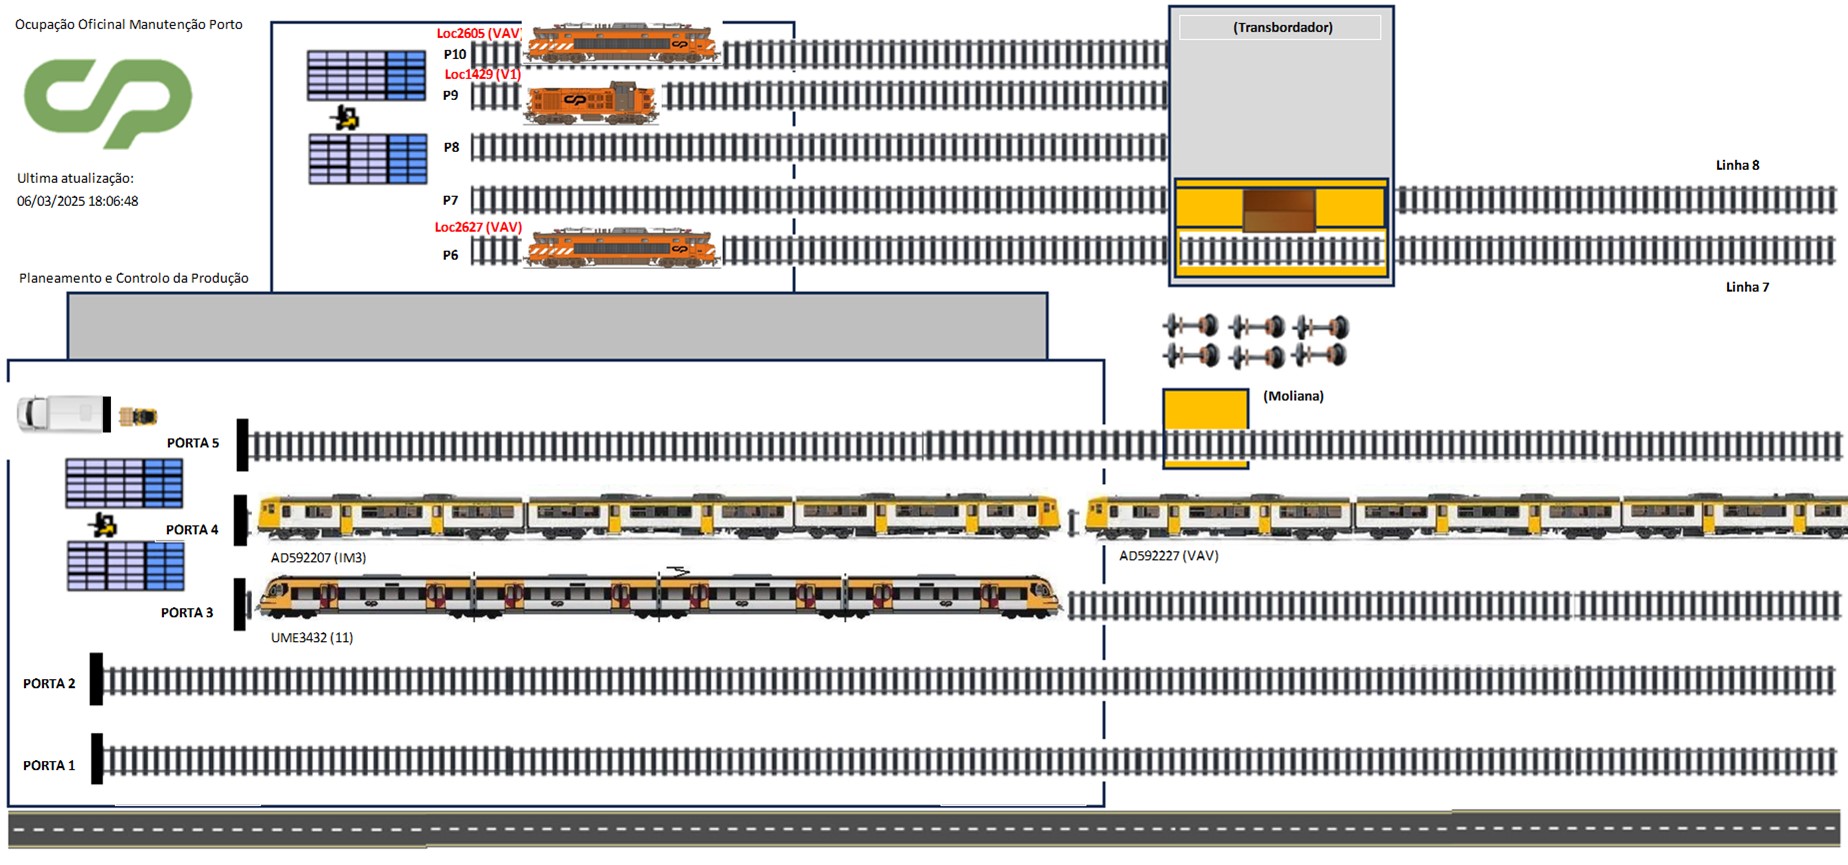 Ocupação Oficinal Manutenção Porto
Ultima atualização:
06/03/2025 18:06:48
Planeamento e Controlo da Produção
Loc2605 (VAV)
P10
Loc1429 (V1)
P9
P8
P7
Loc2627 (VAV)
P6
(Transbordador)
Linha 8
Linha 7
(Moliana)
PORTA 5
PORTA 4
AD592207 (IM3)
AD592227 (VAV)
PORTA 3
UME3432 (11)
PORTA 2
PORTA 1